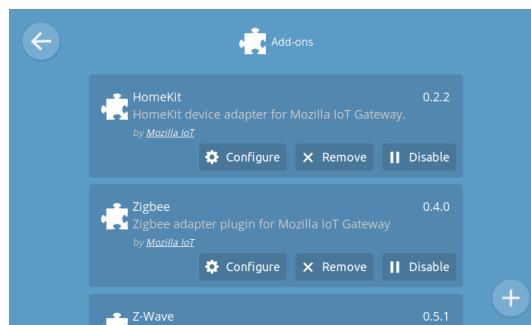 Add-ons
HomeKit 0.2.2
HomeKit device adapter for Mozilla IoT Gateway.
by Mozilla IoT
Configure Remove Disable
Zigbee 0.4.0
Zigbee adapter plugin for Mozilla IoT Gateway
by Mozilla IoT
Configure Remove Disable
Z-Wave 0.5.1